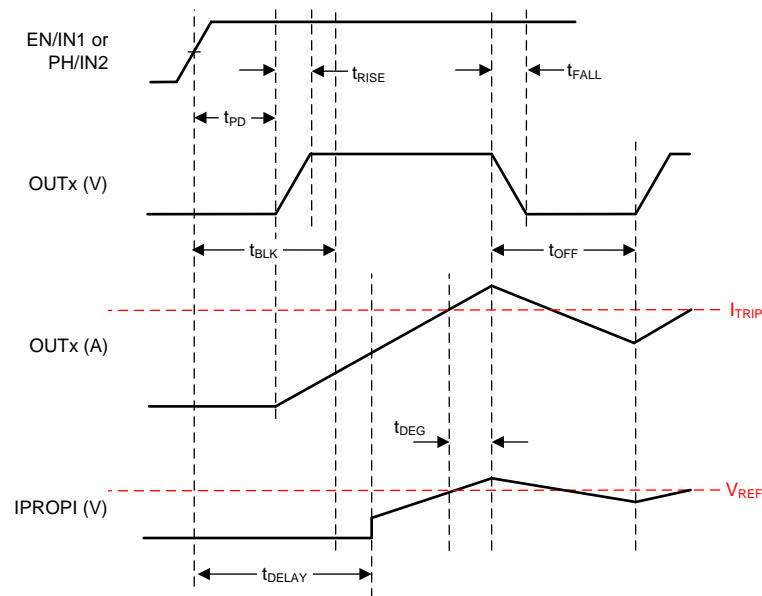 EN/IN1 or
PH/IN2
tRISE
tFALL
tPD
OUTx (V)
tBLK
tOFF
ITRIP
OUTx (A)
tDEG
VREF
IPROPI (V)
tDELAY